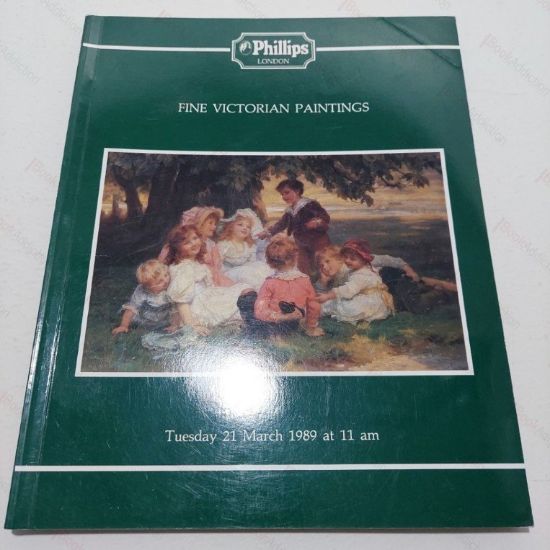 Phillips
LONDON
FINE VICTORIAN PAINTINGS
Tuesday 21 March 1989 at 11 am